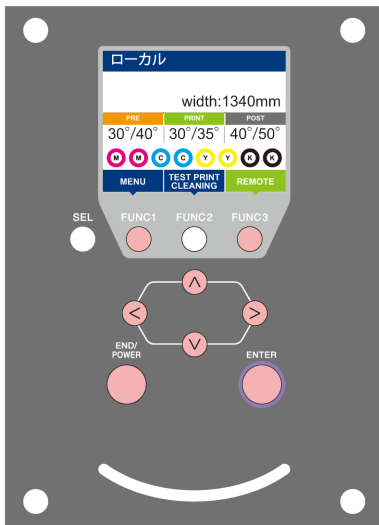 ローカル
width:1340mm
PRE PRINT POST
30°/40° 30°/35° 40°/50°
M M C C Y Y K K
MENU TEST PRINT CLEANING REMOTE
SEL FUNC1 FUNC2 FUNC3
END/
POWER
ENTER